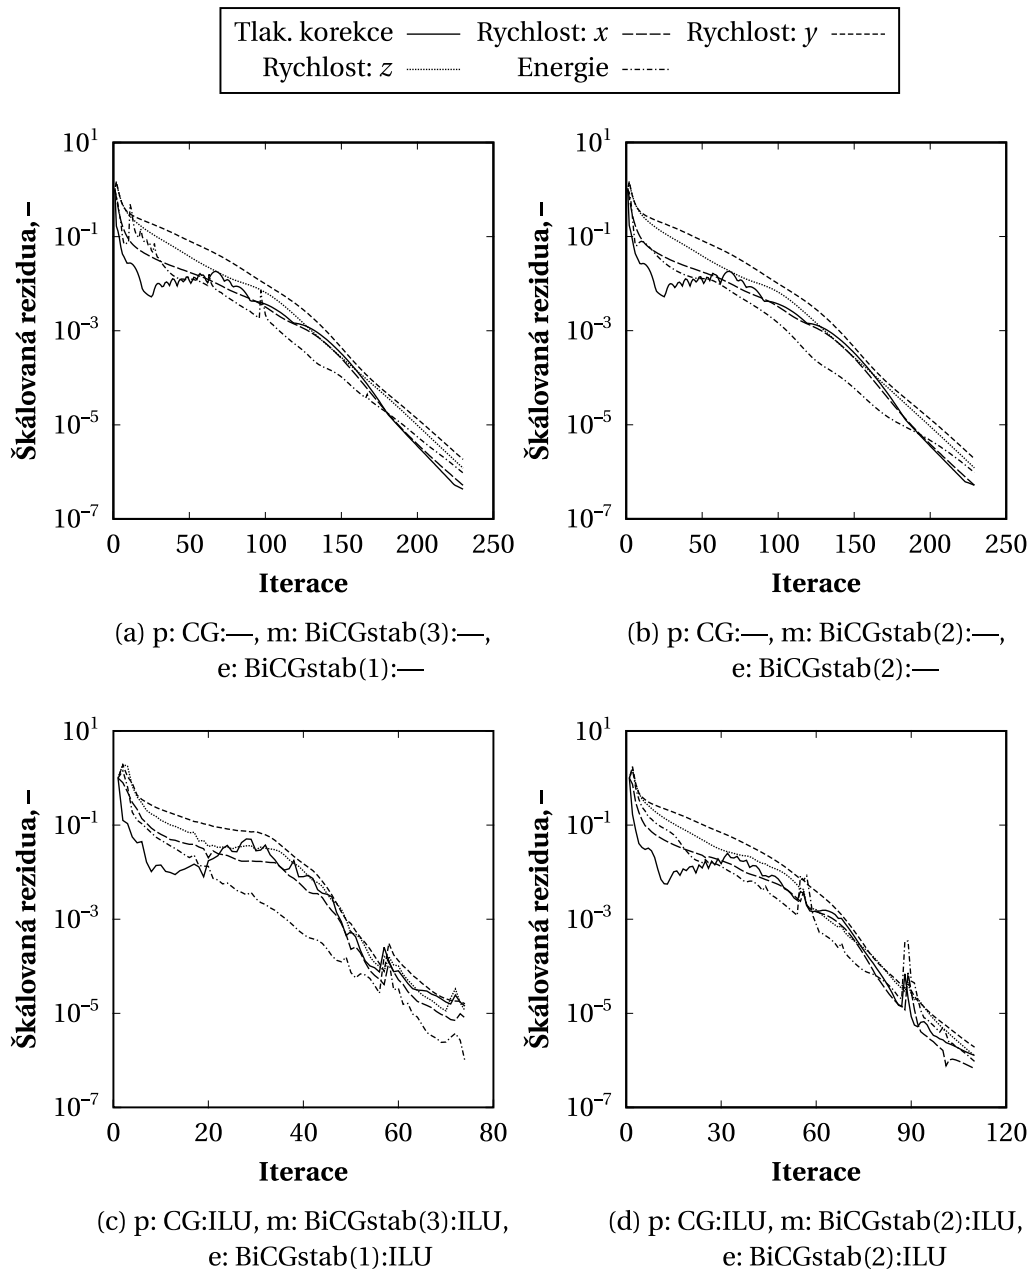 Tlak. korekce Rychlost: x Rychlost: y
Rychlost: z Energie
10^1 10^−1 10^−3 10^−5 10^−7
Škálovaná rezidua, –
0 50 100 150 200 250
Iterace
(a) p: CG:—, m: BiCGstab(3):—,
e: BiCGstab(1):—
10^1 10^−1 10^−3 10^−5 10^−7
Škálovaná rezidua, –
0 50 100 150 200 250
Iterace
(b) p: CG:—, m: BiCGstab(2):—,
e: BiCGstab(2):—
10^1 10^−1 10^−3 10^−5 10^−7
Škálovaná rezidua, –
0 20 40 60 80
Iterace
(c) p: CG:ILU, m: BiCGstab(3):ILU,
e: BiCGstab(1):ILU
10^1 10^−1 10^−3 10^−5 10^−7
Škálovaná rezidua, –
0 30 60 90 120
Iterace
(d) p: CG:ILU, m: BiCGstab(2):ILU,
e: BiCGstab(2):ILU